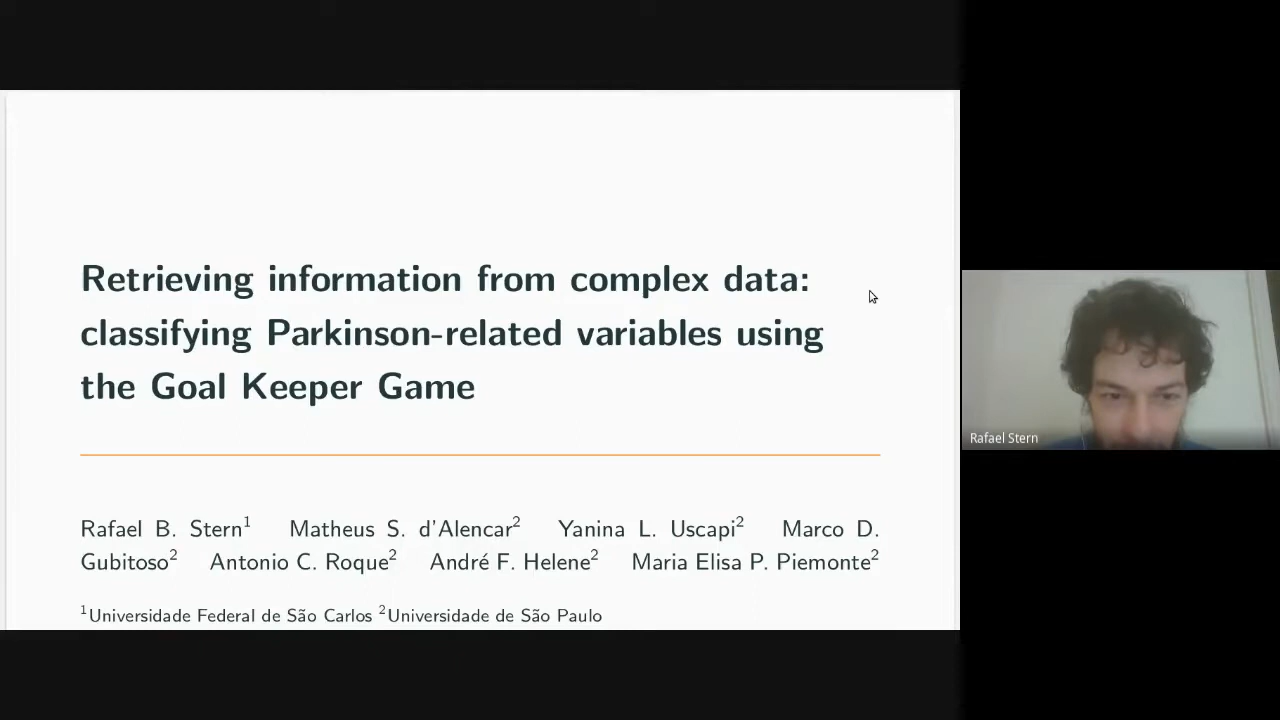 Retrieving information from complex data:
classifying Parkinson-related variables using
the Goal Keeper Game
Rafael B. Stern¹ Matheus S. d'Alencar² Yanina L. Uscapi² Marco D.
Gubitoso² Antonio C. Roque² André F. Helene² Maria Elisa P. Piemonte²
¹Universidade Federal de São Carlos ²Universidade de São Paulo
Rafael Stern